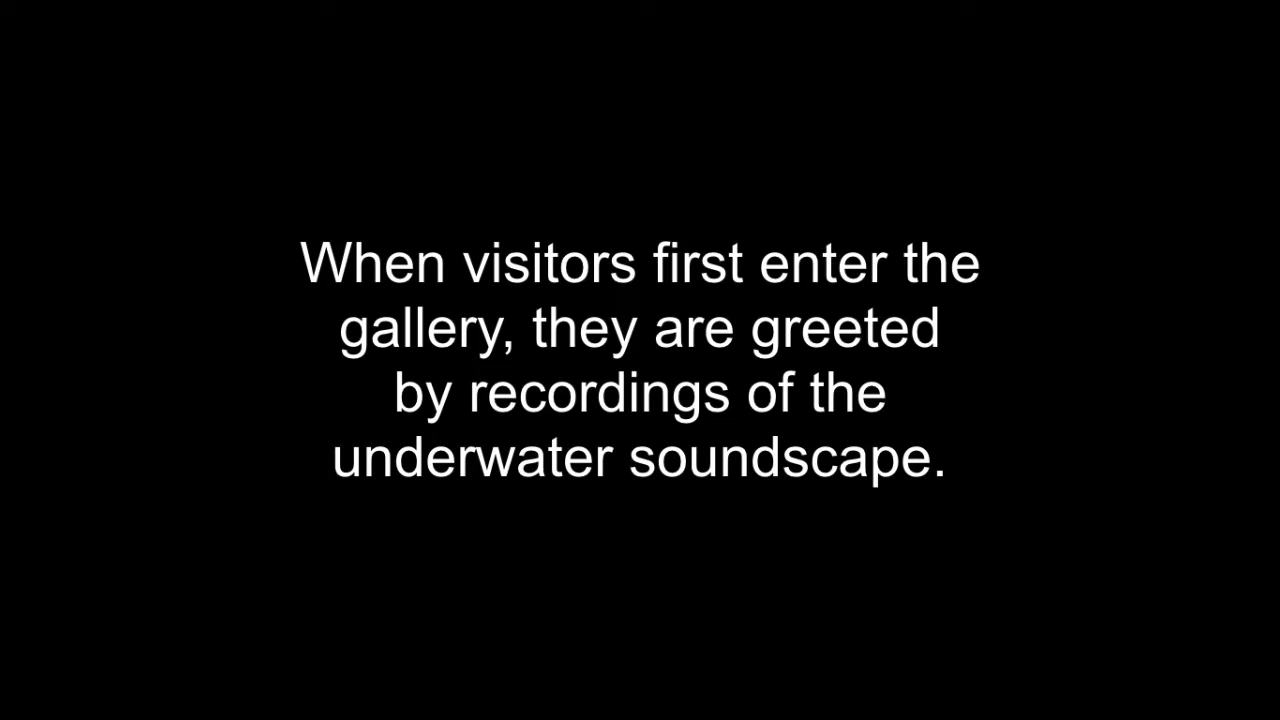 When visitors first enter the
gallery, they are greeted
by recordings of the
underwater soundscape.